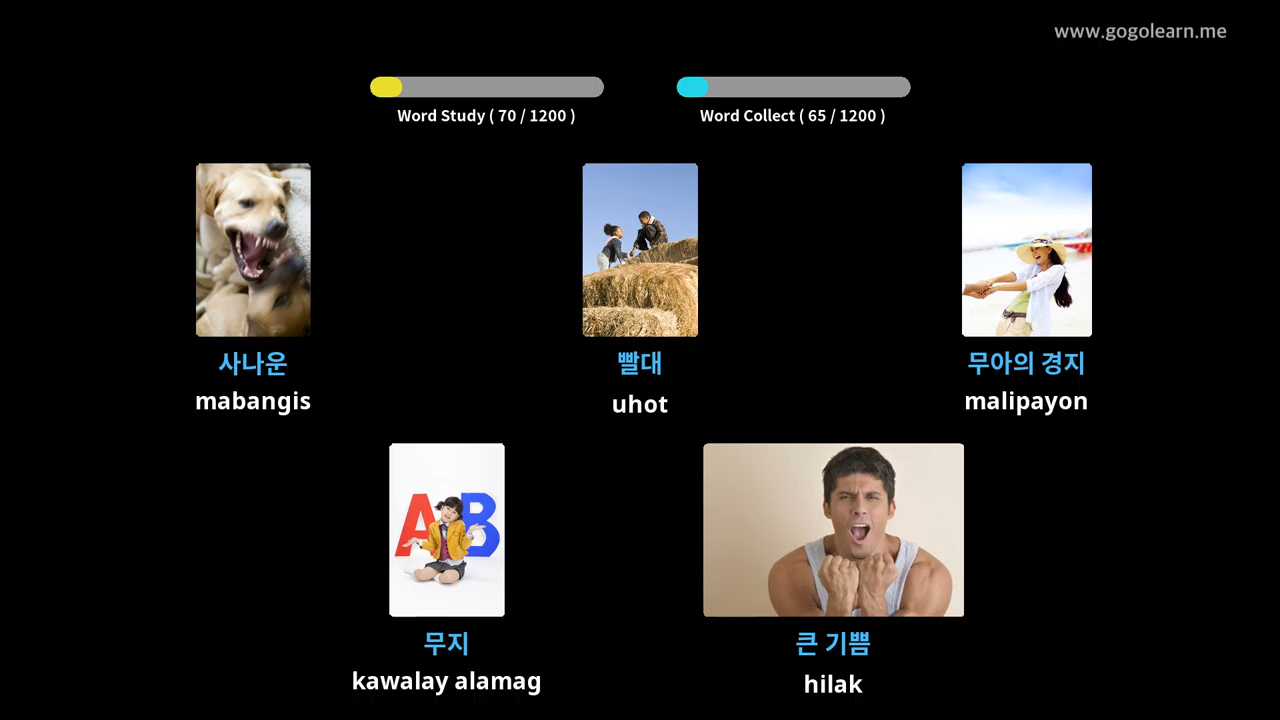 www.gogolearn.me
Word Study ( 70 / 1200 )
Word Collect ( 65 / 1200 )
사나운
mabangis
빨대
uhot
무아의 경지
malipayon
AB
무지
kawalay alamag
큰 기쁨
hilak